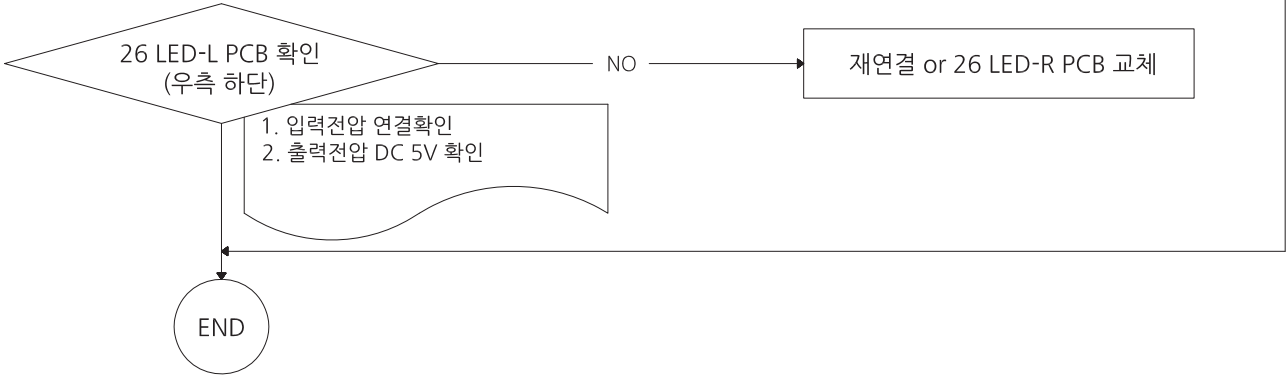 26 LED-L PCB 확인
(우측 하단)
NO
재연결 or 26 LED-R PCB 교체
1. 입력전압 연결확인
2. 출력전압 DC 5V 확인
END